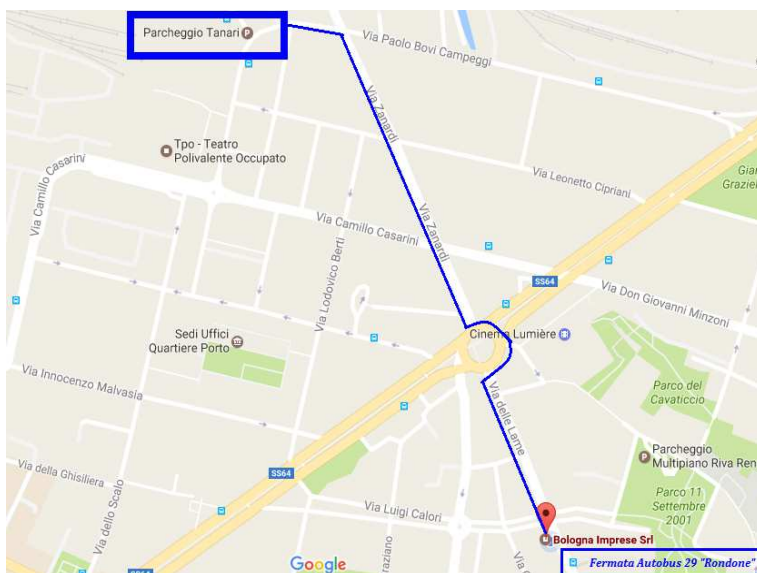 Parcheggio Tanari
Via Paolo Bovi Campeggi
Via Zanardi
Tpo - Teatro
Polivalente Occupato
Via Camillo Casarini
Via Leonetto Cipriani
Via Zanardi
Via Camillo Casarini
Via Lodovico Berti
SS64
Via Don Giovanni Minzoni
Cinema Lumière
Sedi Uffici
Quartiere Porto
Via Innocenzo Malvasia
Parco del
Cavaticcio
Via delle Lame
Parcheggio
Multipiano Riva Ren
Via della Ghisiliera
SS64
Via dello Scalo
Parco 11
Settembre
2001
Via Luigi Calori
Bologna Imprese Srl
Google
Fermata Autobus 29 "Rondone"